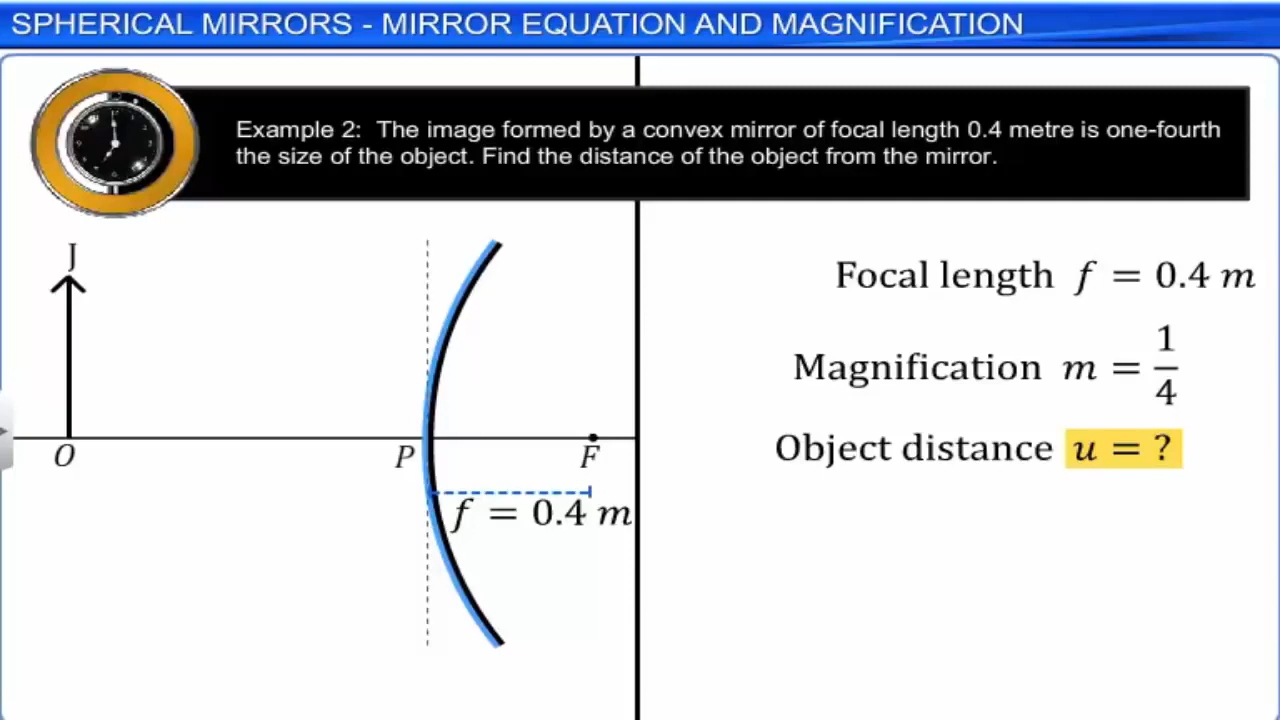 SPHERICAL MIRRORS - MIRROR EQUATION AND MAGNIFICATION
Example 2: The image formed by a convex mirror of focal length 0.4 metre is one-fourth
the size of the object. Find the distance of the object from the mirror.
J
O
P
F
f = 0.4 m
Focal length f = 0.4 m
Magnification m = 1/4
Object distance u = ?